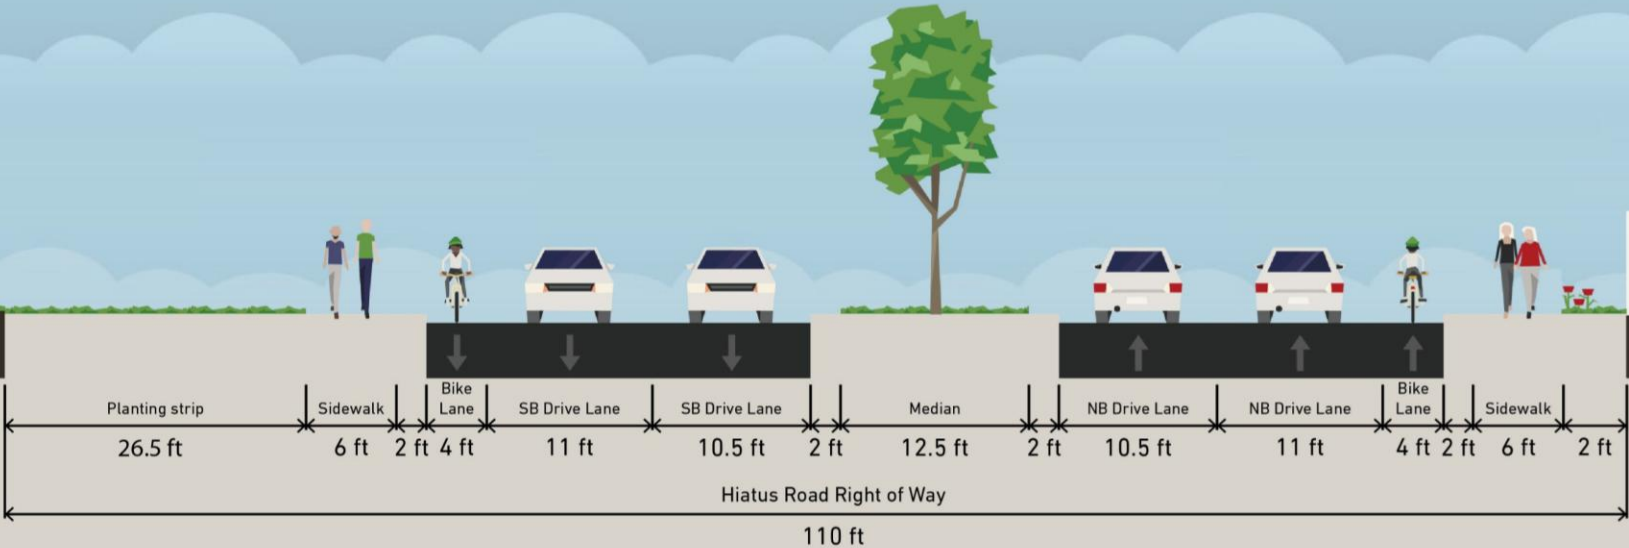 Planting strip
Sidewalk
Bike
Lane
SB Drive Lane
SB Drive Lane
Median
NB Drive Lane
NB Drive Lane
Bike
Lane
Sidewalk
26.5 ft
6 ft
2 ft
4 ft
11 ft
10.5 ft
2 ft
12.5 ft
2 ft
10.5 ft
11 ft
4 ft
2 ft
6 ft
2 ft
Hiatus Road Right of Way
110 ft